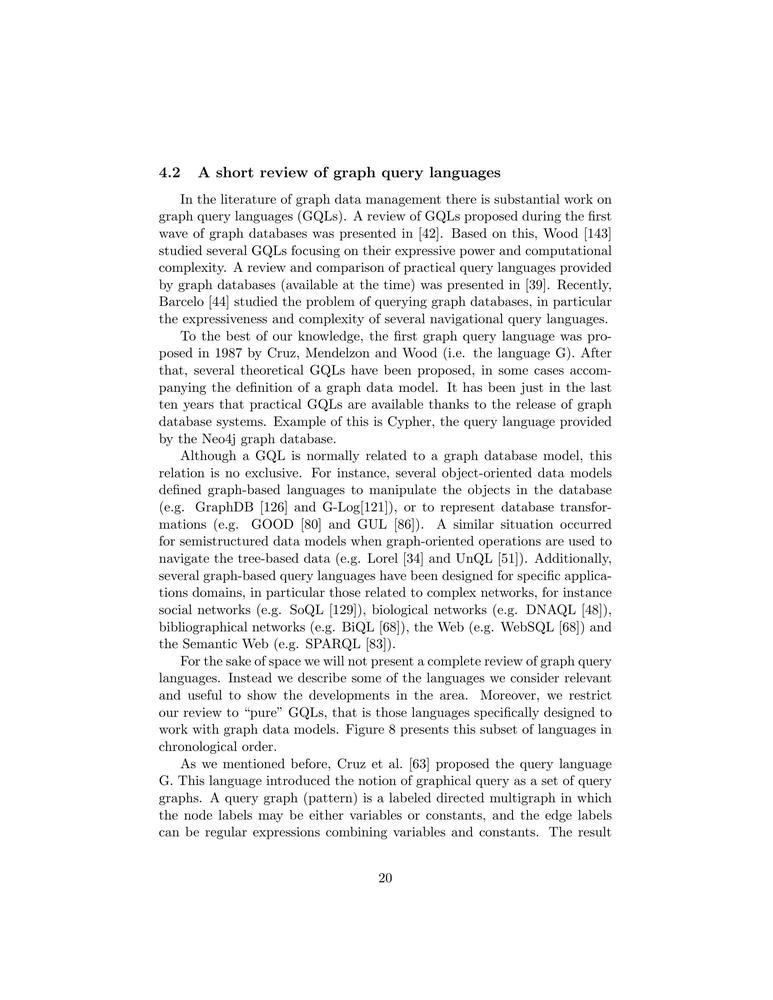 4.2 A short review of graph query languages
In the literature of graph data management there is substantial work on
graph query languages (GQLs). A review of GQLs proposed during the first
wave of graph databases was presented in [42]. Based on this, Wood [143]
studied several GQLs focusing on their expressive power and computational
complexity. A review and comparison of practical query languages provided
by graph databases (available at the time) was presented in [39]. Recently,
Barcelo [44] studied the problem of querying graph databases, in particular
the expressiveness and complexity of several navigational query languages.
To the best of our knowledge, the first graph query language was pro-
posed in 1987 by Cruz, Mendelzon and Wood (i.e. the language G). After
that, several theoretical GQLs have been proposed, in some cases accom-
panying the definition of a graph data model. It has been just in the last
ten years that practical GQLs are available thanks to the release of graph
database systems. Example of this is Cypher, the query language provided
by the Neo4j graph database.
Although a GQL is normally related to a graph database model, this
relation is no exclusive. For instance, several object-oriented data models
defined graph-based languages to manipulate the objects in the database
(e.g. GraphDB [126] and G-Log[121]), or to represent database transfor-
mations (e.g. GOOD [80] and GUL [86]). A similar situation occurred
for semistructured data models when graph-oriented operations are used to
navigate the tree-based data (e.g. Lorel [34] and UnQL [51]). Additionally,
several graph-based query languages have been designed for specific applica-
tions domains, in particular those related to complex networks, for instance
social networks (e.g. SoQL [129]), biological networks (e.g. DNAQL [48]),
bibliographical networks (e.g. BiQL [68]), the Web (e.g. WebSQL [68]) and
the Semantic Web (e.g. SPARQL [83]).
For the sake of space we will not present a complete review of graph query
languages. Instead we describe some of the languages we consider relevant
and useful to show the developments in the area. Moreover, we restrict
our review to “pure” GQLs, that is those languages specifically designed to
work with graph data models. Figure 8 presents this subset of languages in
chronological order.
As we mentioned before, Cruz et al. [63] proposed the query language
G. This language introduced the notion of graphical query as a set of query
graphs. A query graph (pattern) is a labeled directed multigraph in which
the node labels may be either variables or constants, and the edge labels
can be regular expressions combining variables and constants. The result
20